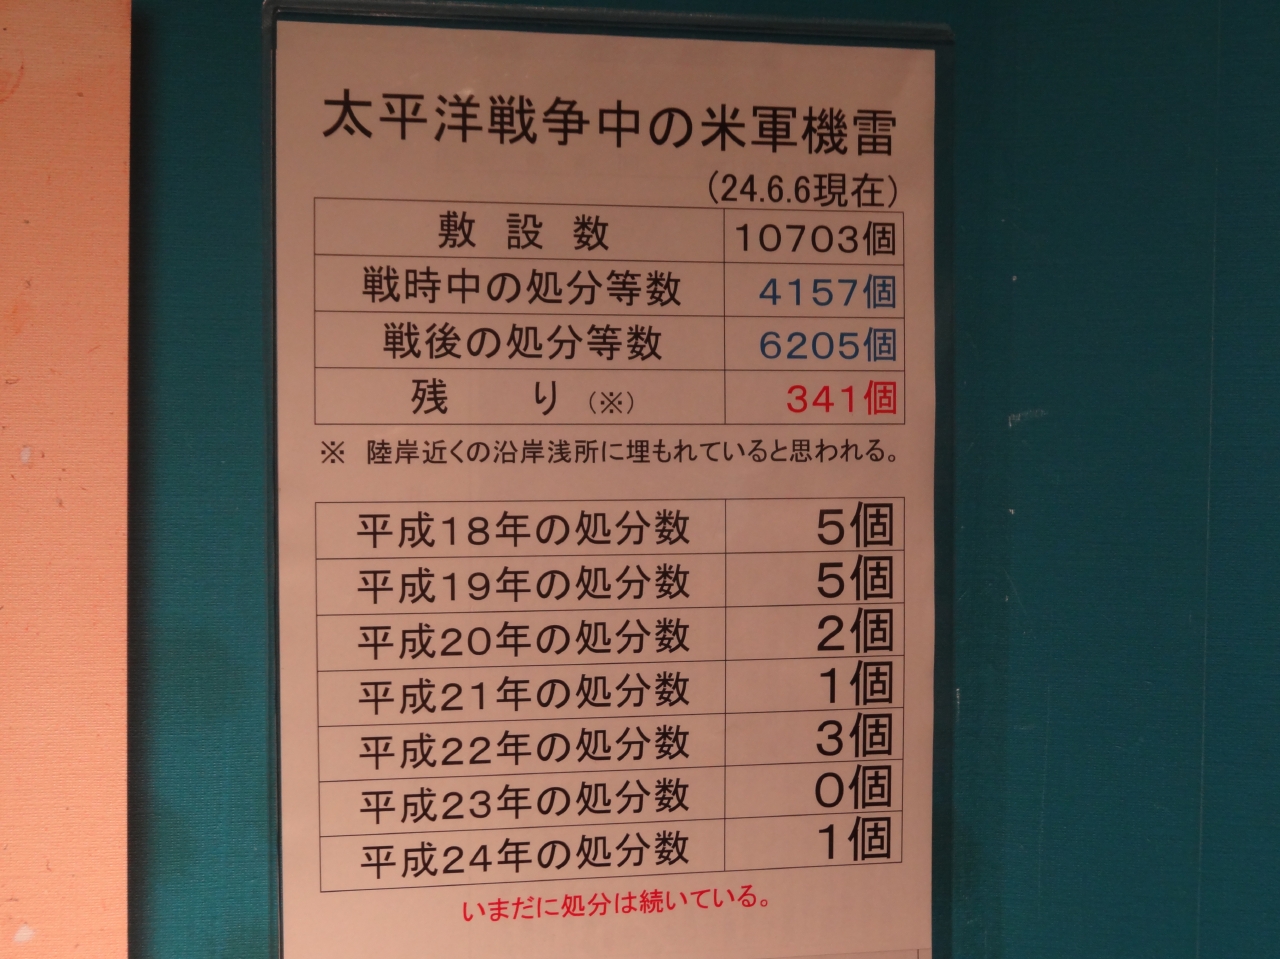 太平洋戦争中の米軍機雷
（24.6.6現在）
敷設数 10703個
戦時中の処分等数 4157個
戦後の処分等数 6205個
残り（※） 341個
※ 陸岸近くの沿岸浅所に埋もれていると思われる。
平成18年の処分数 5個
平成19年の処分数 5個
平成20年の処分数 2個
平成21年の処分数 1個
平成22年の処分数 3個
平成23年の処分数 0個
平成24年の処分数 1個
いまだに処分は続いている。